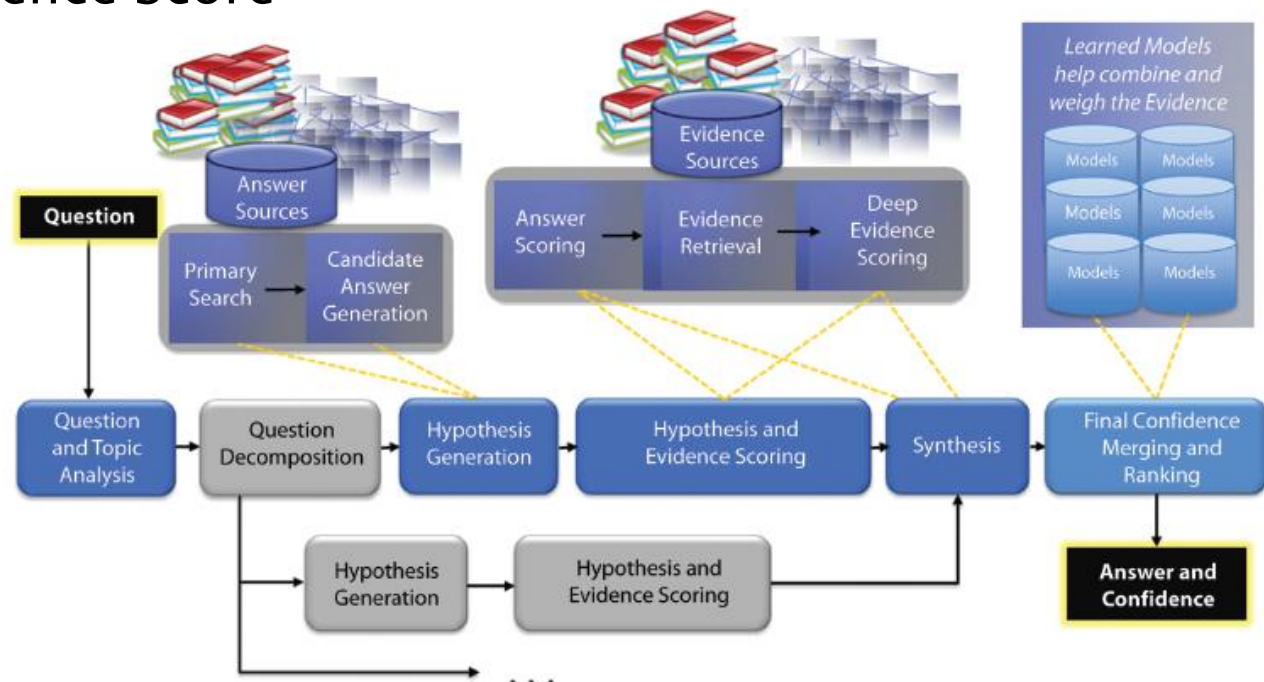 Learned Models
help combine and
weigh the Evidence
Models
Models
Models
Models
Models
Models
Evidence
Sources
Answer
Sources
Question
Primary
Search
Candidate
Answer
Generation
Answer
Scoring
Evidence
Retrieval
Deep
Evidence
Scoring
Question
and Topic
Analysis
Question
Decomposition
Hypothesis
Generation
Hypothesis and
Evidence Scoring
Synthesis
Final Confidence
Merging and
Ranking
Hypothesis
Generation
Hypothesis and
Evidence Scoring
Answer and
Confidence
. . .